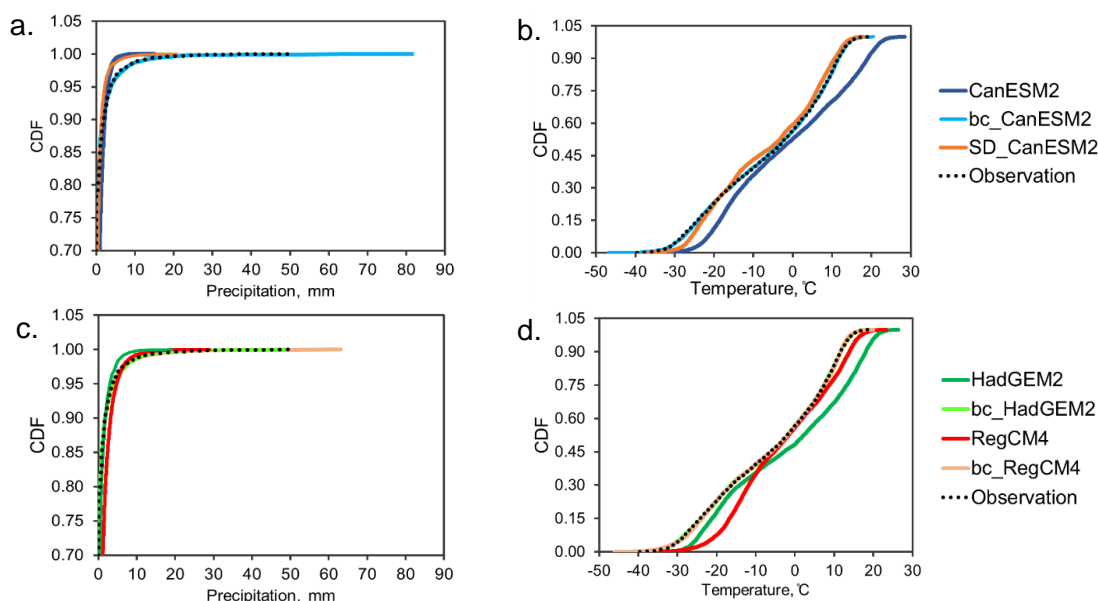 a.
1.05
1.00
0.95
0.90
0.85
0.80
0.75
0.70
CDF
0 10 20 30 40 50 60 70 80 90
Precipitation, mm
b.
1.05
0.90
0.75
0.60
0.45
0.30
0.15
0.00
CDF
-50 -40 -30 -20 -10 0 10 20 30
Temperature, ℃
CanESM2
bc_CanESM2
SD_CanESM2
Observation
c.
1.05
1.00
0.95
0.90
0.85
0.80
0.75
0.70
CDF
0 10 20 30 40 50 60 70 80 90
Precipitation, mm
d.
1.05
0.90
0.75
0.60
0.45
0.30
0.15
0.00
CDF
-50 -40 -30 -20 -10 0 10 20 30
Temperature, ℃
HadGEM2
bc_HadGEM2
RegCM4
bc_RegCM4
Observation